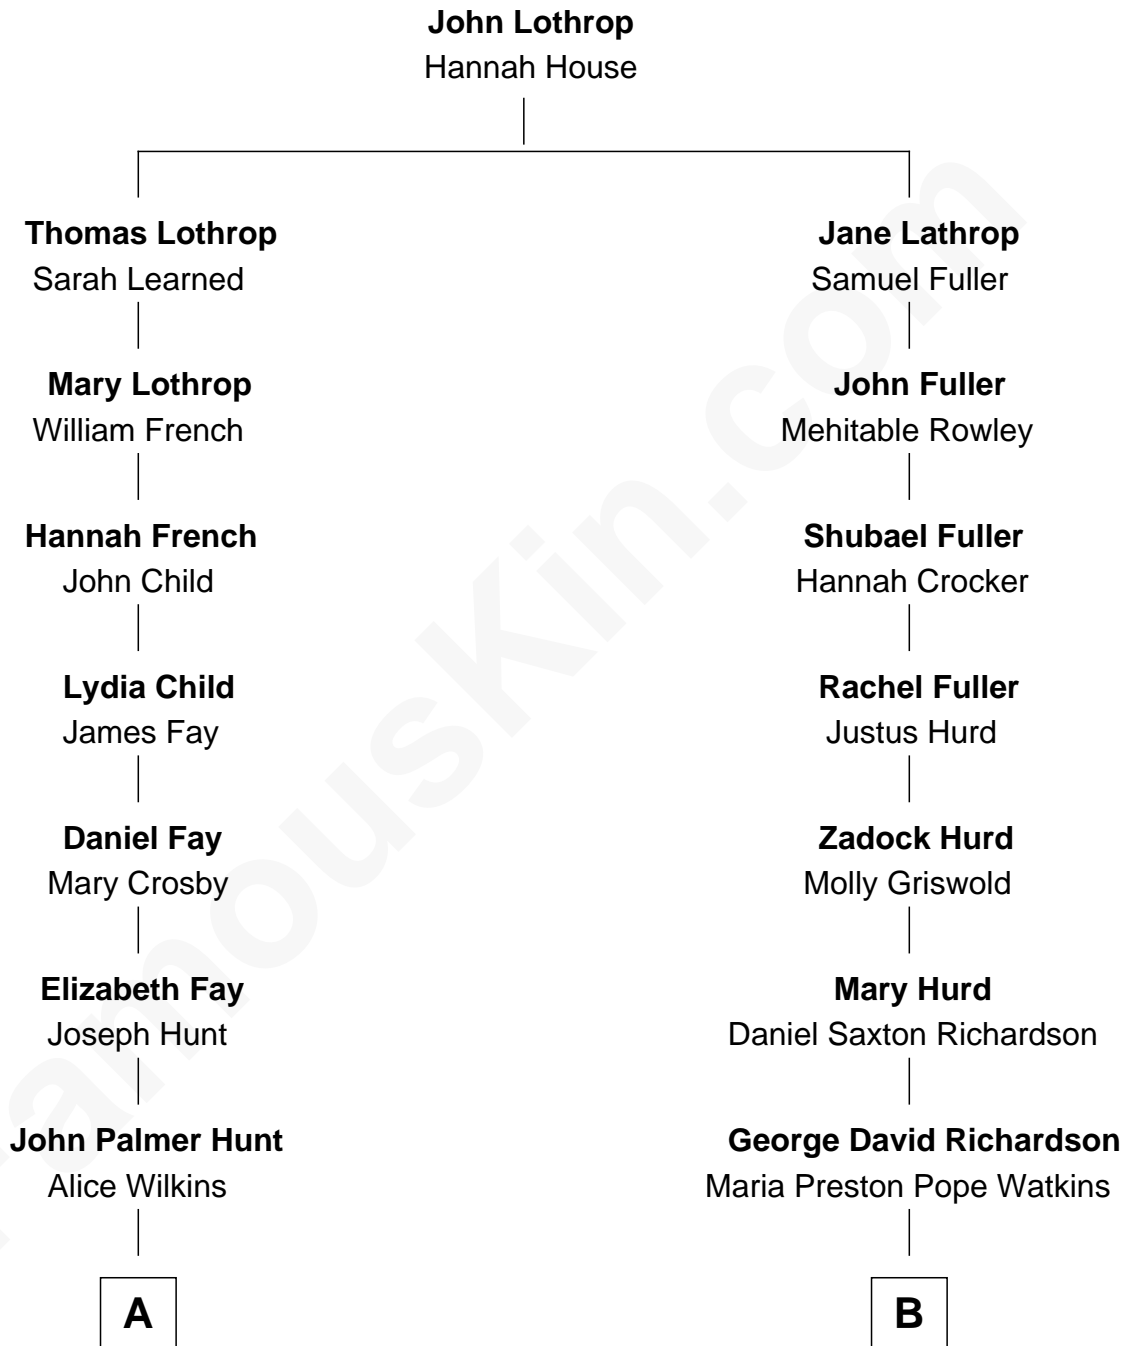 John Lothrop
Hannah House
Thomas Lothrop
Sarah Learned
Jane Lathrop
Samuel Fuller
Mary Lothrop
William French
John Fuller
Mehitable Rowley
Hannah French
John Child
Shubael Fuller
Hannah Crocker
Lydia Child
James Fay
Rachel Fuller
Justus Hurd
Daniel Fay
Mary Crosby
Zadock Hurd
Molly Griswold
Elizabeth Fay
Joseph Hunt
Mary Hurd
Daniel Saxton Richardson
John Palmer Hunt
Alice Wilkins
George David Richardson
Maria Preston Pope Watkins
A
B
FamousKin.com